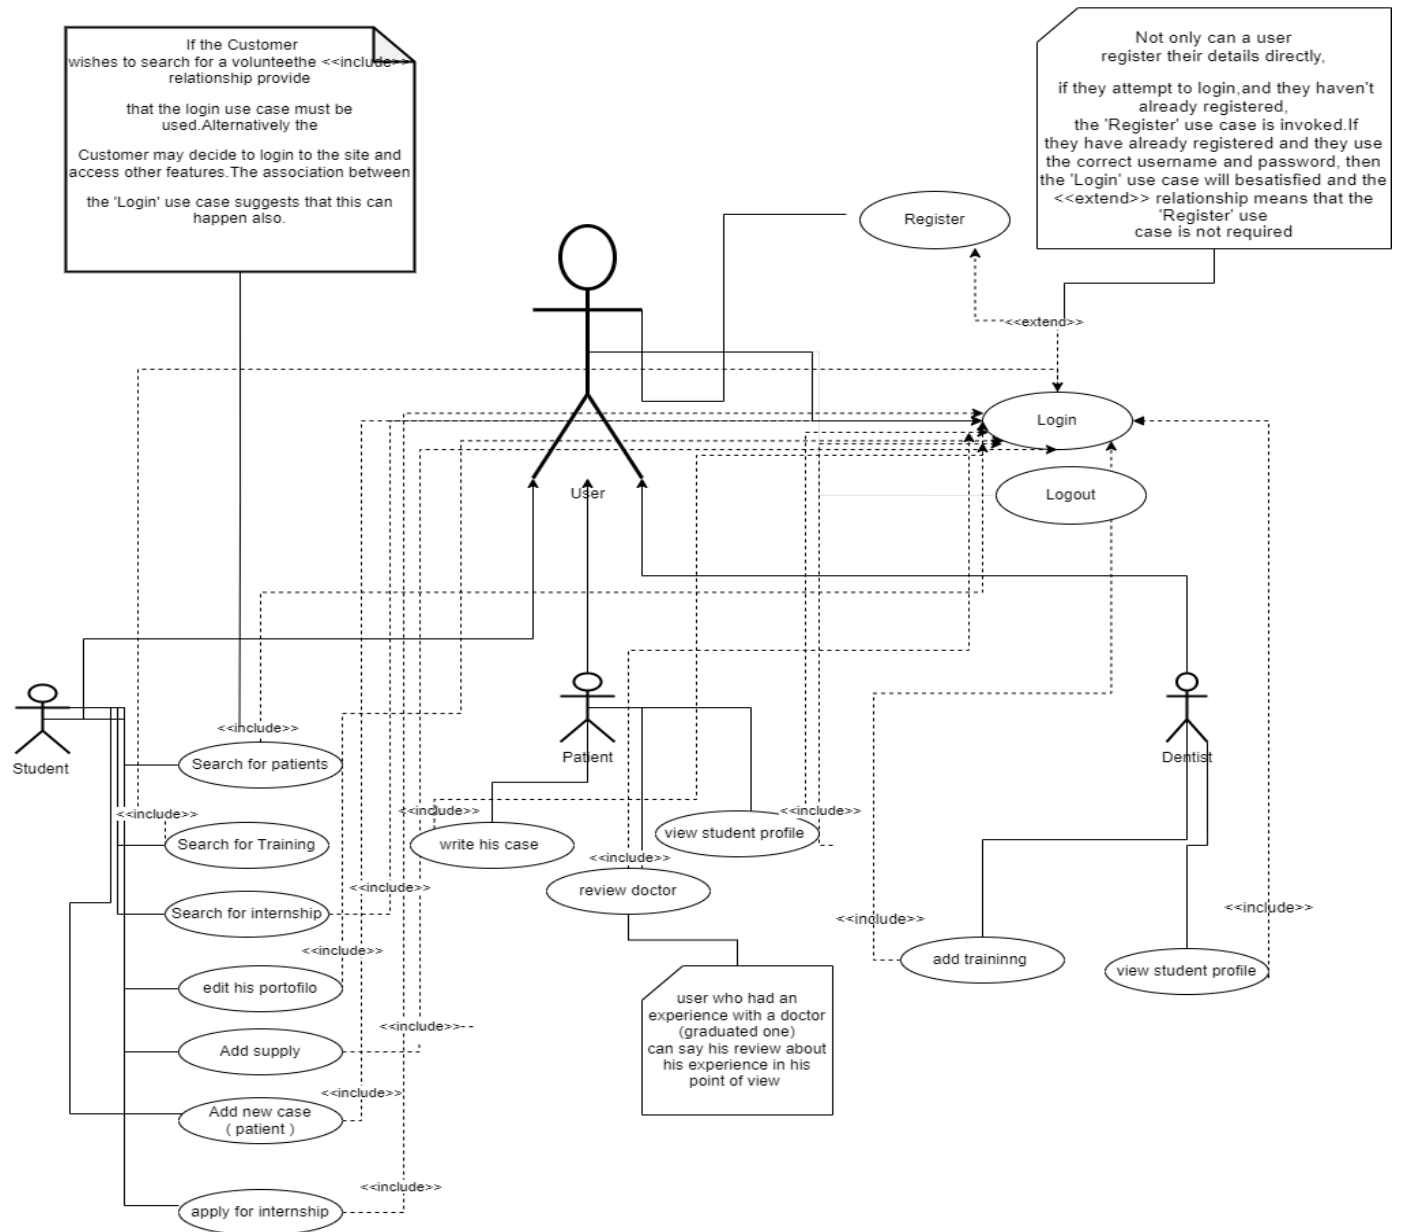 If the Customer
wishes to search for a volunteethe <<include>>
relationship provide
that the login use case must be
used.Alternatively the
Customer may decide to login to the site and
access other features.The association between
the 'Login' use case suggests that this can
happen also.
Not only can a user
register their details directly,
if they attempt to login,and they haven't
already registered,
the 'Register' use case is invoked.If
they have already registered and they use
the correct username and password, then
the 'Login' use case will besatisfied and the
<<extend>> relationship means that the
'Register' use
case is not required
Register
<<extend>>
Login
Logout
User
Student
Patient
Dentist
<<include>>
Search for patients
<<include>>
Search for Training
<<include>>
Search for internship
<<include>>
edit his portofilo
<<include>>
Add supply
<<include>>
Add new case
( patient )
<<include>>
apply for internship
<<include>>
write his case
<<include>>
view student profile
<<include>>
review doctor
user who had an
experience with a doctor
(graduated one)
can say his review about
his experience in his
point of view
<<include>>
add traininng
<<include>>
view student profile